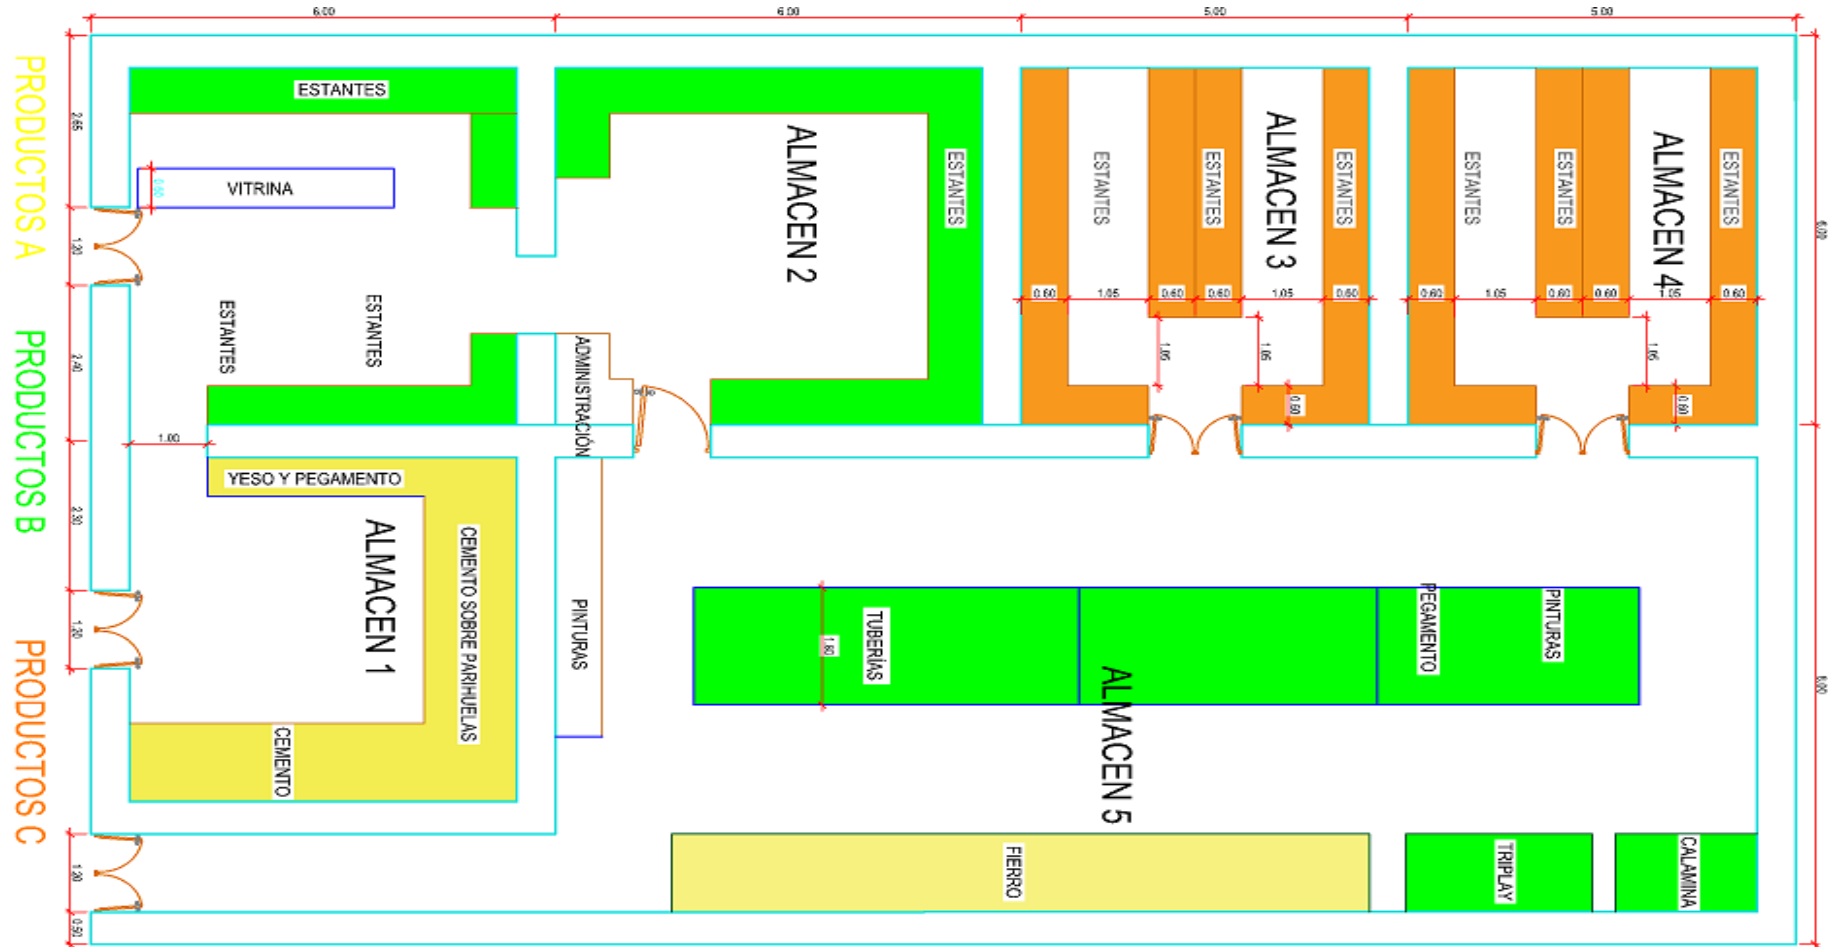 6.00
6.00
5.00
5.00
PRODUCTOS A
PRODUCTOS B
PRODUCTOS C
2.65
1.20
2.40
2.30
1.20
1.20
0.50
ESTANTES
VITRINA
0.60
ESTANTES
ESTANTES
1.00
ALMACEN 2
ESTANTES
ADMINISTRACIÓN
ESTANTES
ESTANTES
ALMACEN 3
ESTANTES
0.60
1.05
0.60
0.60
1.05
0.60
1.05
1.05
0.60
ESTANTES
ESTANTES
ALMACEN 4
ESTANTES
0.60
1.05
0.60
0.60
1.05
0.60
1.05
0.60
6.00
YESO Y PEGAMENTO
ALMACEN 1
CEMENTO SOBRE PARIHUELAS
CEMENTO
PINTURAS
TUBERÍAS
1.80
PEGAMENTO
PINTURAS
ALMACEN 5
FIERRO
TRIPLAY
CALAMINA